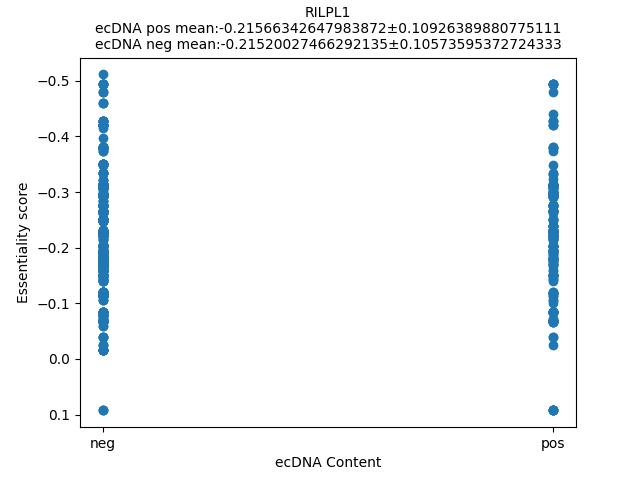 RILPL1
ecDNA pos mean:-0.21566342647983872±0.10926389880775111
ecDNA neg mean:-0.21520027466292135±0.10573595372724333
−0.5
−0.4
−0.3
−0.2
−0.1
0.0
0.1
Essentiality score
neg
pos
ecDNA Content